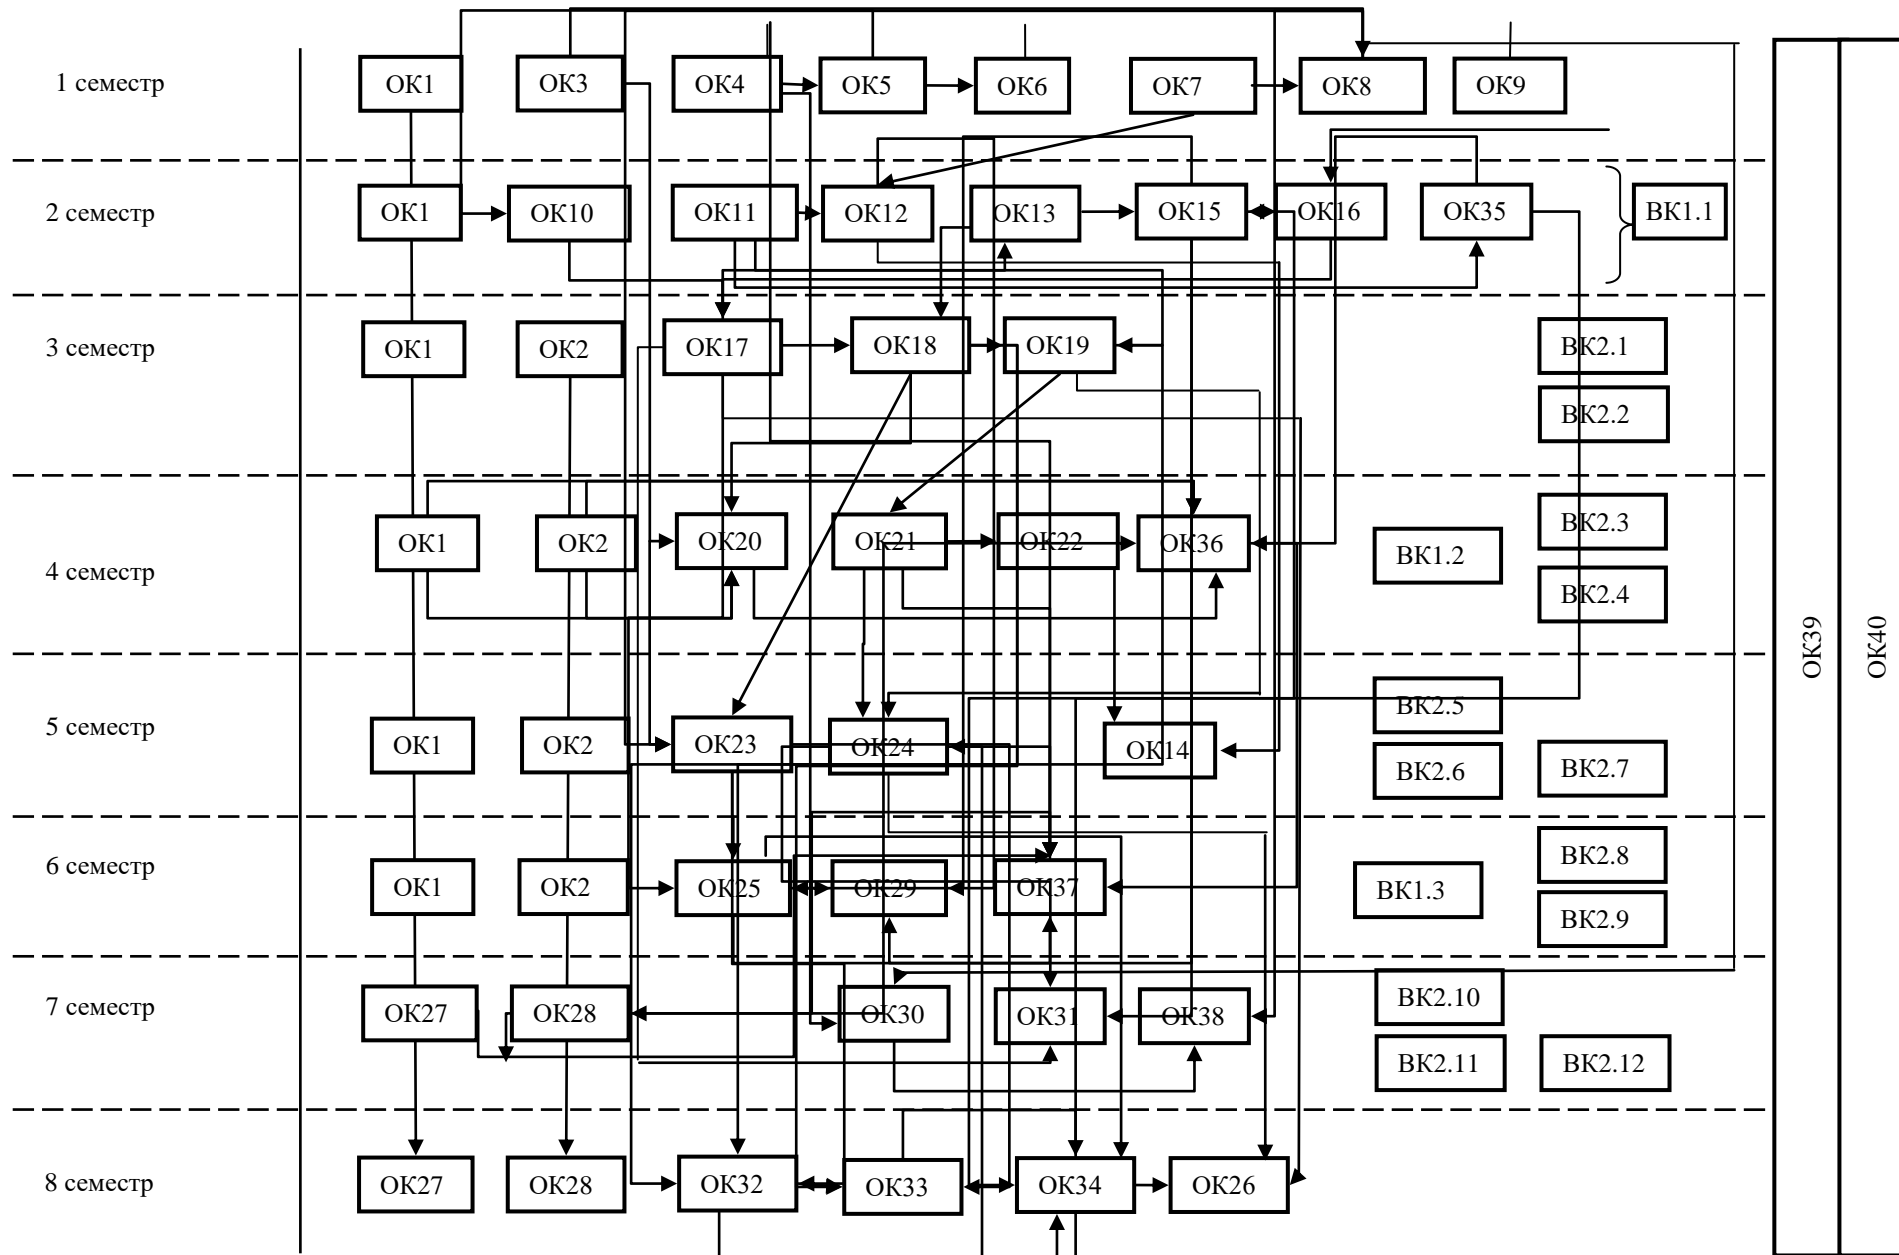 1 семестр ОК1 ОК3 ОК4 ОК5 ОК6 ОК7 ОК8 ОК9
2 семестр ОК1 ОК10 ОК11 ОК12 ОК13 ОК15 ОК16 ОК35 ВК1.1
3 семестр ОК1 ОК2 ОК17 ОК18 ОК19 ВК2.1
ВК2.2
ВК2.3
4 семестр ОК1 ОК2 ОК20 ОК21 ОК22 ОК36 ВК1.2
ВК2.4
ОК39 ОК40
ВК2.5
5 семестр ОК1 ОК2 ОК23 ОК24 ОК14
ВК2.6 ВК2.7
ВК2.8
6 семестр ОК1 ОК2 ОК25 ОК29 ОК37 ВК1.3
ВК2.9
ВК2.10
7 семестр ОК27 ОК28 ОК30 ОК31 ОК38
ВК2.11 ВК2.12
8 семестр ОК27 ОК28 ОК32 ОК33 ОК34 ОК26